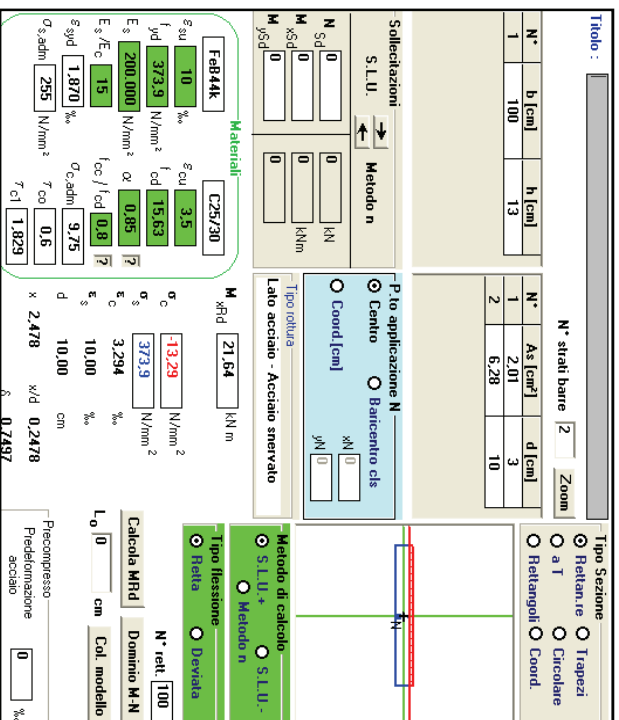 Titolo :
N° b [cm] h [cm]
1 100 13
N° strati barre 2 Zoom
N° As [cm²] d [cm]
1 2,01 3
2 6,28 10
Tipo Sezione
Rettan.re Trapezi
a T Circolare
Rettangoli Coord.
Sollecitazioni
S.L.U. Metodo n
N Sd 0 0 kN
M xSd 0 0 kNm
M ySd 0 0
P.to applicazione N
Centro Baricentro cls
Coord.[cm] xN 0
yN 0
N
Tipo rottura
Lato acciaio - Acciaio snervato
Metodo di calcolo
S.L.U.+ S.L.U.-
Metodo n
Tipo flessione
Retta Deviata
Materiali
FeB44k C25/30
ε su 10 ‰ ε cu 3,5
f yd 373,9 N/mm² f cd 15,63
E s 200.000 N/mm² α 0,85 ?
E s /E c 15 f cc / f cd 0,8 ?
ε syd 1,870 ‰ σ c,adm 9,75
σ s,adm 255 N/mm² τ co 0,6
τ c1 1,829
M xRd 21,64 kN m
σ c -13,29 N/mm²
σ s 373,9 N/mm²
ε c 3,294 ‰
ε s 10,00 ‰
d 10,00 cm
x 2,478 x/d 0,2478
δ 0,7497
N° rett. 100
Calcola MRd Dominio M-N
L o 0 cm Col. modello
Precompresso
Predeformazione
acciaio 0 ‰